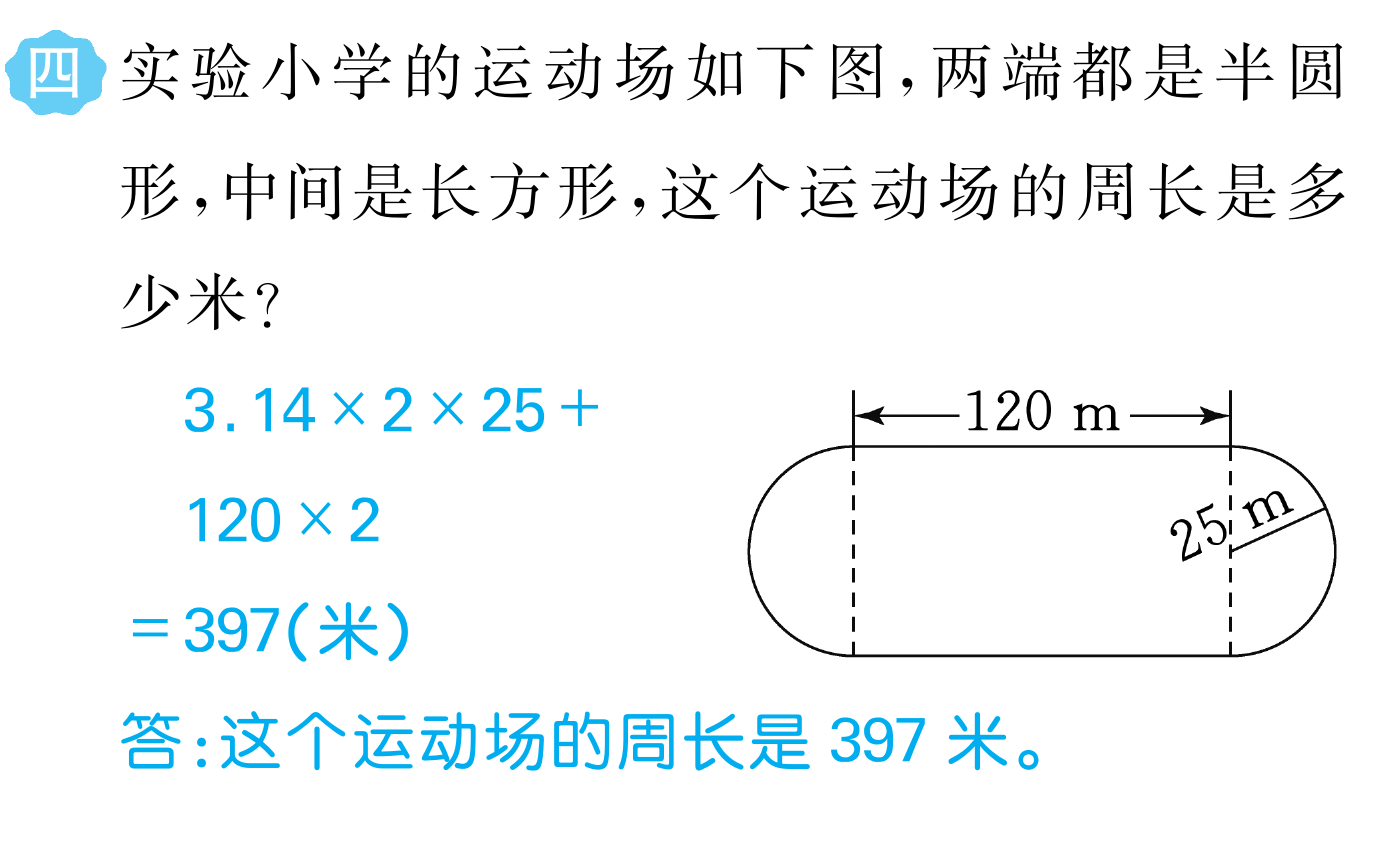 四 实验小学的运动场如下图,两端都是半圆
形,中间是长方形,这个运动场的周长是多
少米?
3.14×2×25+
120×2
=397(米)
答:这个运动场的周长是 397 米。
120 m
25 m